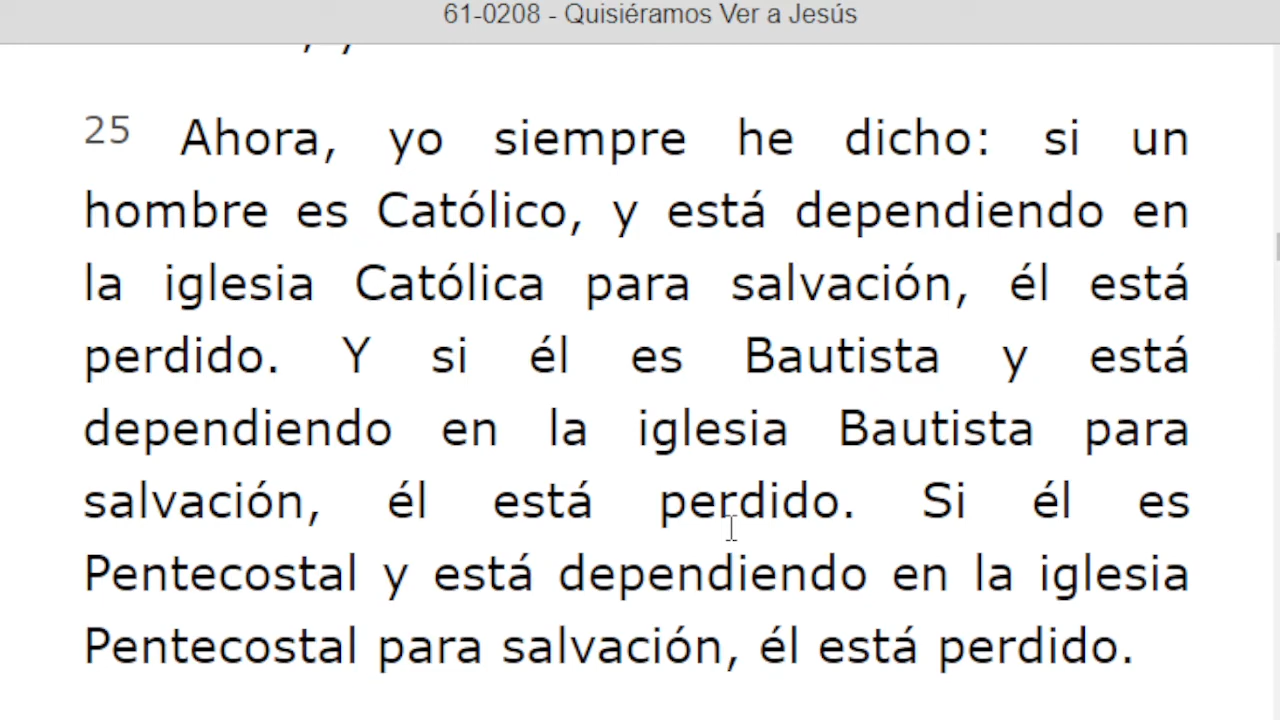 61-0208 - Quisiéramos Ver a Jesús
25 Ahora, yo siempre he dicho: si un
hombre es Católico, y está dependiendo en
la iglesia Católica para salvación, él está
perdido. Y si él es Bautista y está
dependiendo en la iglesia Bautista para
salvación, él está perdido. Si él es
Pentecostal y está dependiendo en la iglesia
Pentecostal para salvación, él está perdido.